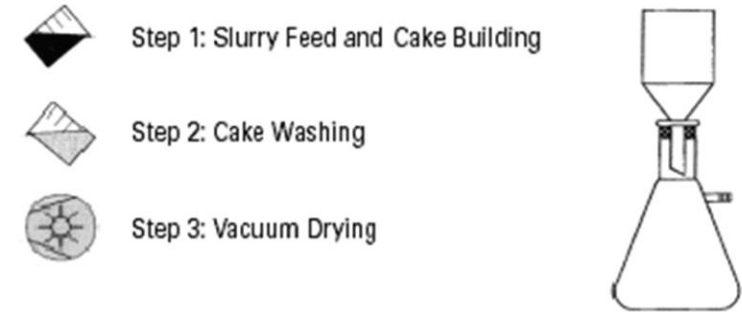 Step 1: Slurry Feed and Cake Building
Step 2: Cake Washing
Step 3: Vacuum Drying